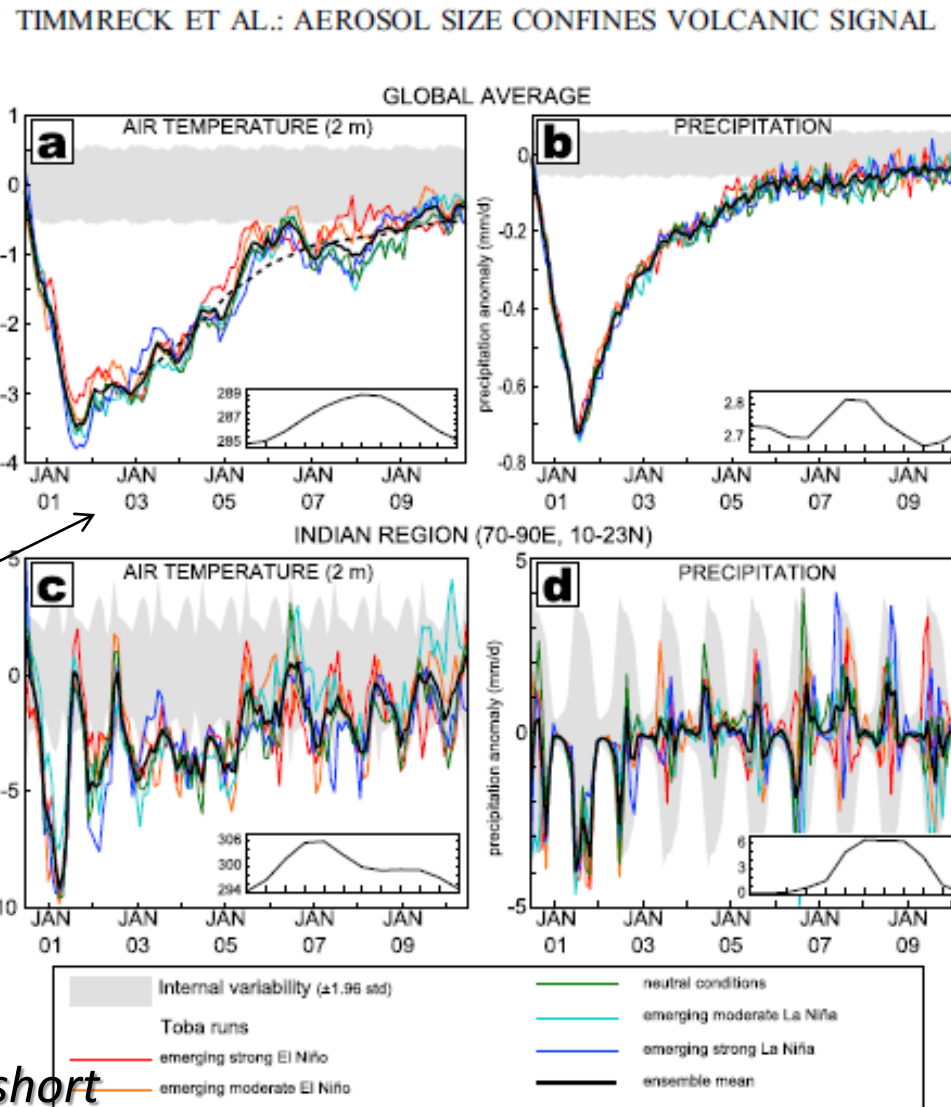 TIMMRECK ET AL.: AEROSOL SIZE CONFINES VOLCANIC SIGNAL
GLOBAL AVERAGE
a AIR TEMPERATURE (2 m)
1
0
-1
-2
-3
-4
289
287
285
JAN JAN JAN JAN JAN
01 03 05 07 09
b PRECIPITATION
precipitation anomaly (mm/d)
0
-0.2
-0.4
-0.6
-0.8
2.8
2.7
JAN JAN JAN JAN JAN
01 03 05 07 09
INDIAN REGION (70-90E, 10-23N)
c AIR TEMPERATURE (2 m)
5
0
-5
10
306
300
294
JAN JAN JAN JAN JAN
01 03 05 07 09
d PRECIPITATION
precipitation anomaly (mm/d)
5
0
-5
6
3
0
JAN JAN JAN JAN JAN
01 03 05 07 09
Internal variability (±1.96 std)
Toba runs
emerging strong El Niño
emerging moderate El Niño
neutral conditions
emerging moderate La Niña
emerging strong La Niña
ensemble mean
short